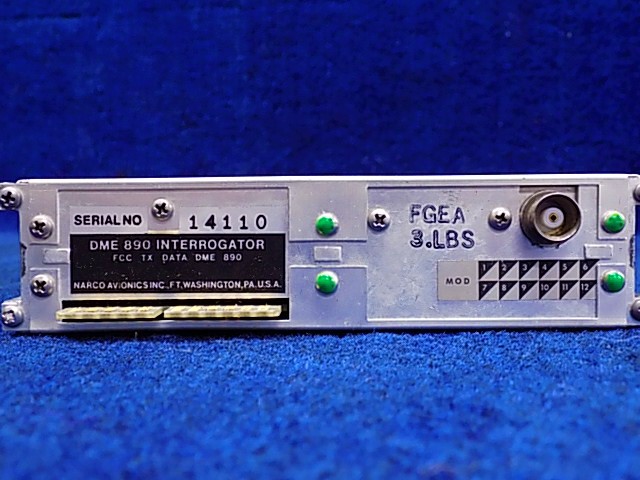 SERIAL NO 14110
DME 890 INTERROGATOR
FCC TX DATA DME 890
NARCO AVIONICS INC., FT. WASHINGTON, PA. U.S.A.
FGEA
3.LBS
MOD
1 2 3 4 5 6
7 8 9 10 11 12